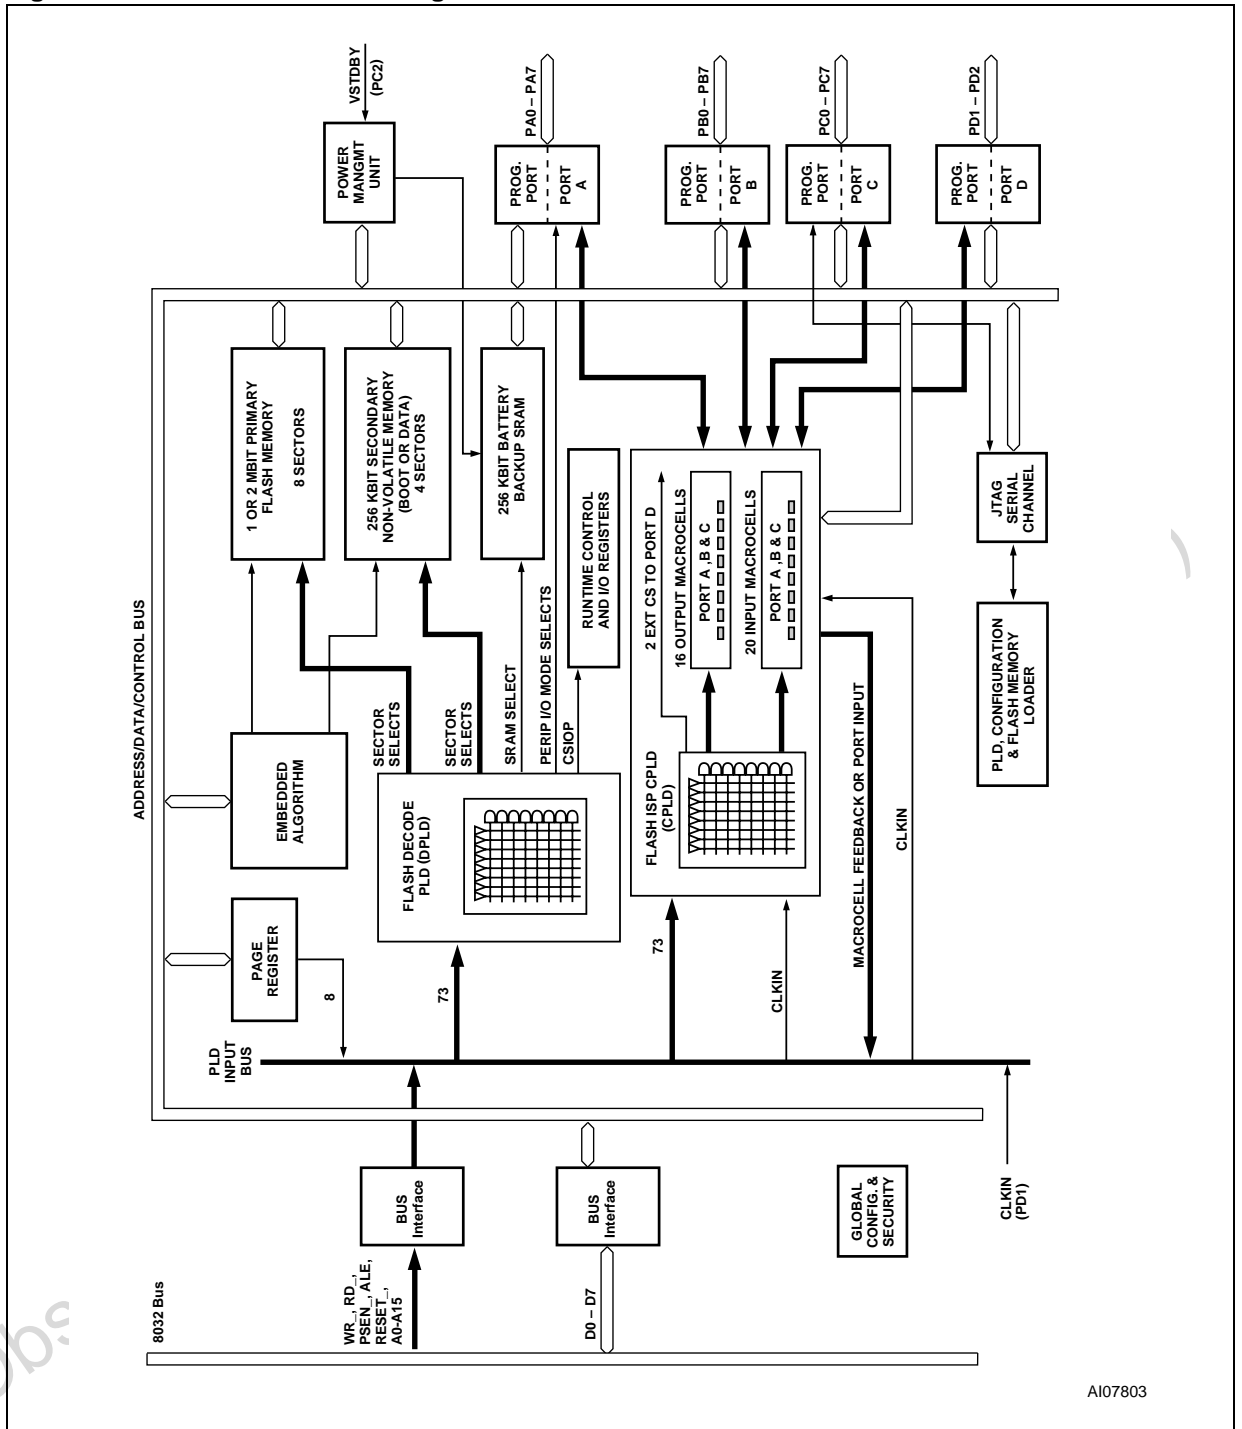 8032 Bus
WR_, RD_,
PSEN_, ALE,
RESET_,
A0-A15
D0 – D7
BUS
Interface
BUS
Interface
GLOBAL
CONFIG. &
SECURITY
CLKIN
(PD1)
ADDRESS/DATA/CONTROL BUS
PLD
INPUT
BUS
PAGE
REGISTER
8
73
73
CLKIN
MACROCELL FEEDBACK OR PORT INPUT
CLKIN
EMBEDDED
ALGORITHM
FLASH DECODE
PLD (DPLD)
SECTOR
SELECTS
SECTOR
SELECTS
SRAM SELECT
PERIP I/O MODE SELECTS
CSIOP
FLASH ISP CPLD
(CPLD)
2 EXT CS TO PORT D
16 OUTPUT MACROCELLS
PORT A ,B & C
20 INPUT MACROCELLS
PORT A ,B & C
1 OR 2 MBIT PRIMARY
FLASH MEMORY
8 SECTORS
256 KBIT SECONDARY
NON-VOLATILE MEMORY
(BOOT OR DATA)
4 SECTORS
256 KBIT BATTERY
BACKUP SRAM
RUNTIME CONTROL
AND I/O REGISTERS
JTAG
SERIAL
CHANNEL
PLD, CONFIGURATION
& FLASH MEMORY
LOADER
VSTDBY
(PC2)
POWER
MANGMT
UNIT
PA0 – PA7
PROG.
PORT
PORT
A
PB0 – PB7
PROG.
PORT
PORT
B
PC0 – PC7
PROG.
PORT
PORT
C
PD1 – PD2
PROG.
PORT
PORT
D
AI07803